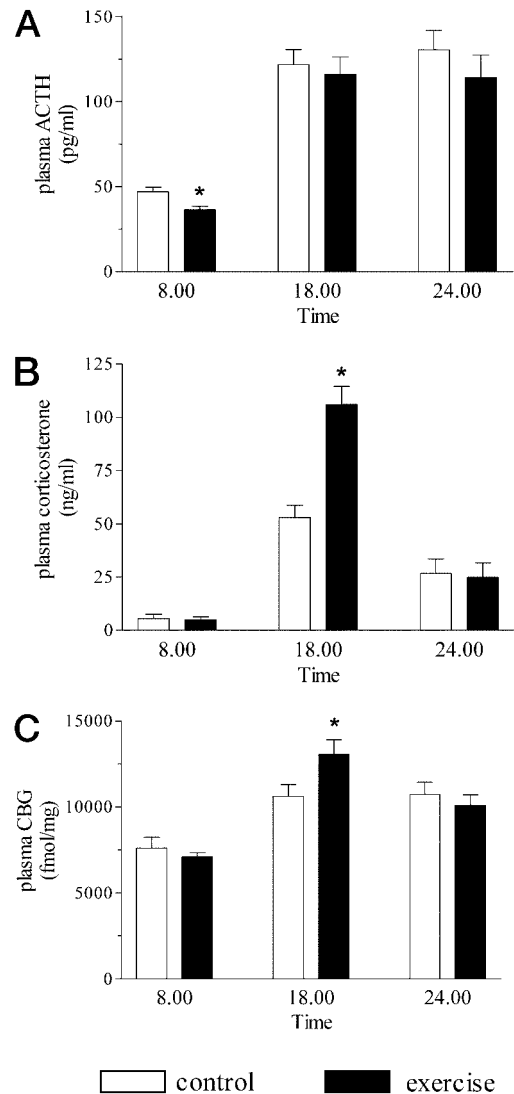 A
plasma ACTH
(pg/ml)
150
100
50
0
*
8.00 18.00 24.00
Time
B
plasma corticosterone
(ng/ml)
125
100
75
50
25
0
*
8.00 18.00 24.00
Time
C
plasma CBG
(fmol/mg)
15000
10000
5000
0
*
8.00 18.00 24.00
Time
control exercise